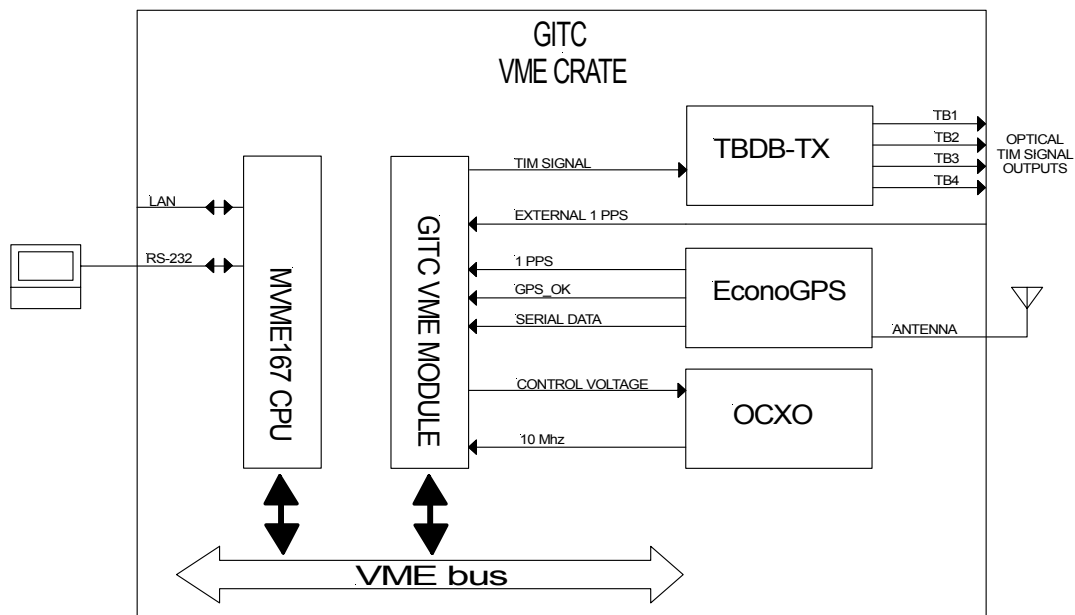 GITC
VME CRATE
LAN
RS-232
MVME167 CPU
GITC VME MODULE
TIM SIGNAL
EXTERNAL 1 PPS
1 PPS
GPS_OK
SERIAL DATA
CONTROL VOLTAGE
10 Mhz
TBDB-TX
EconoGPS
OCXO
TB1
TB2
TB3
TB4
OPTICAL
TIM SIGNAL
OUTPUTS
ANTENNA
VME bus